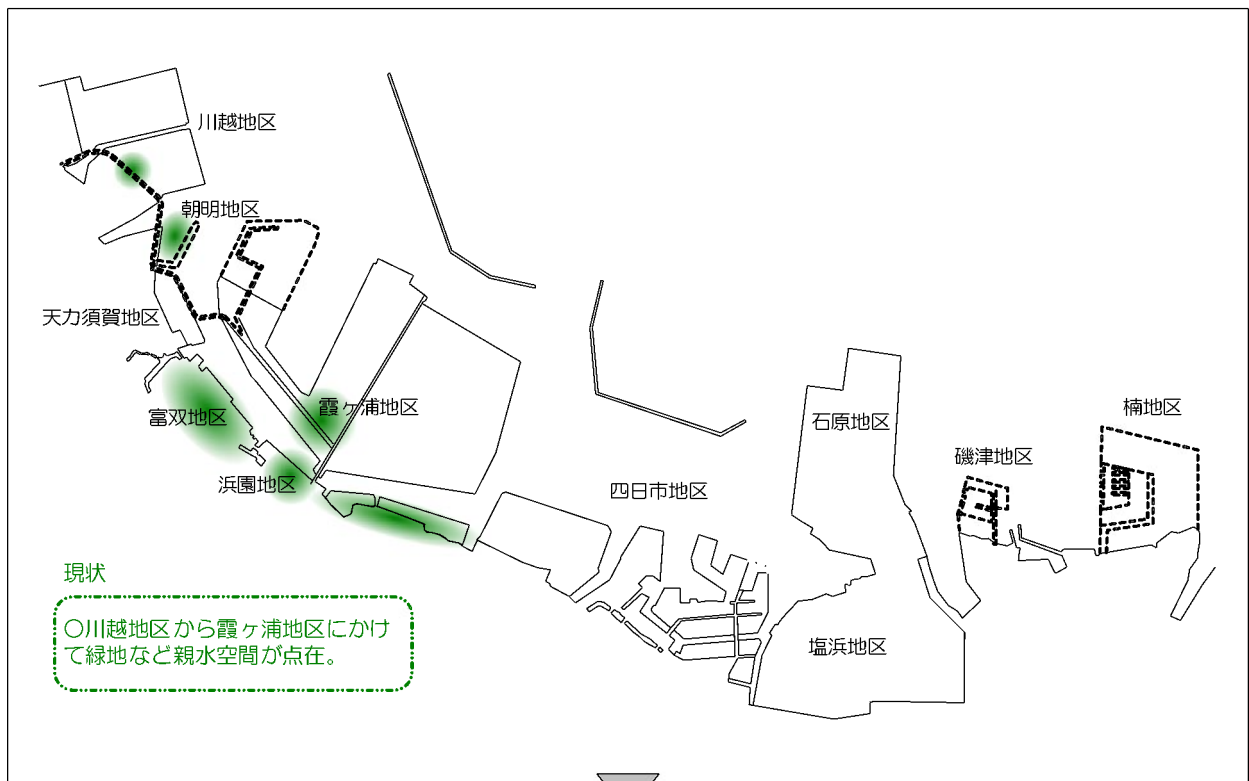 川越地区
朝明地区
天力須賀地区
富双地区
霞ヶ浦地区
浜園地区
四日市地区
石原地区
磯津地区
楠地区
塩浜地区
現状
○川越地区から霞ヶ浦地区にかけ
て緑地など親水空間が点在。